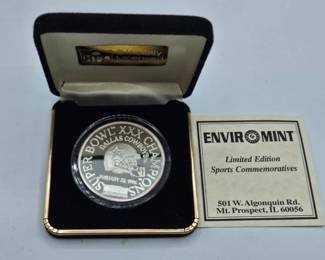 SUPER BOWL XXX CHAMPIONS
DALLAS COWBOYS
ENVIROMINT
Limited Edition
Sports Commemoratives
501 W. Algonquin Rd.
Mt. Prospect, IL 60056